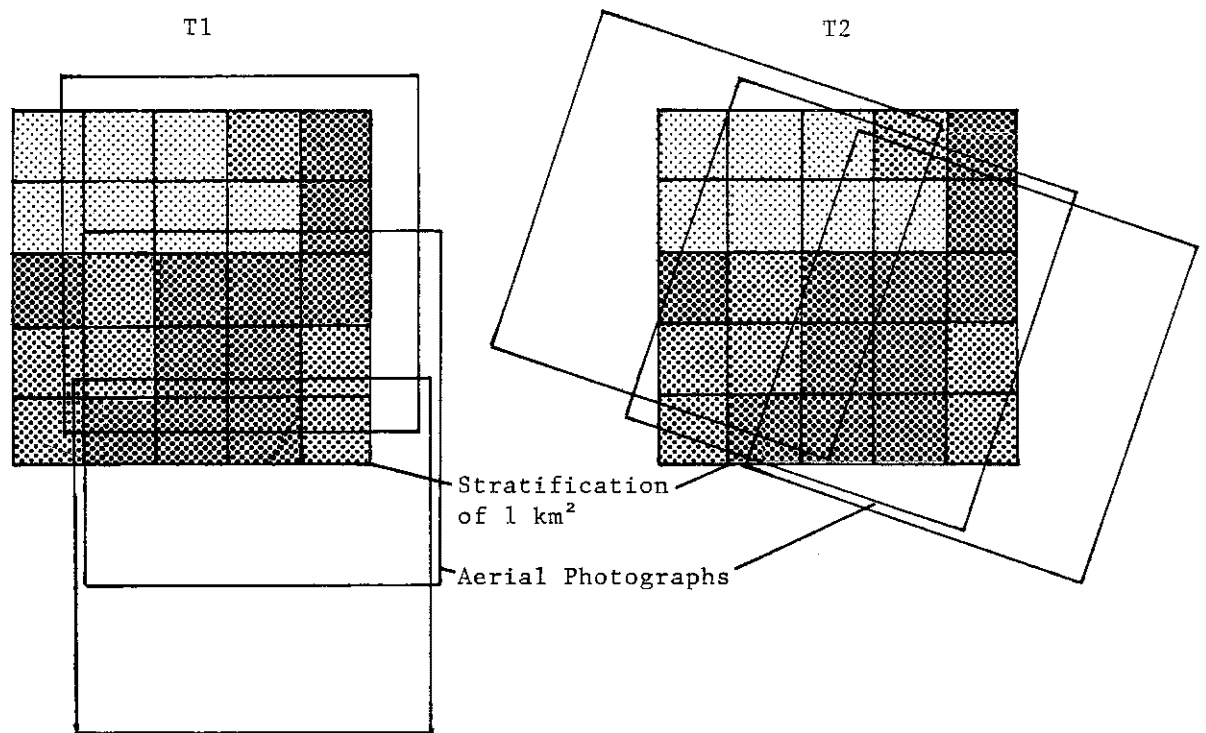 T1
T2
Stratification
of 1 km²
Aerial Photographs